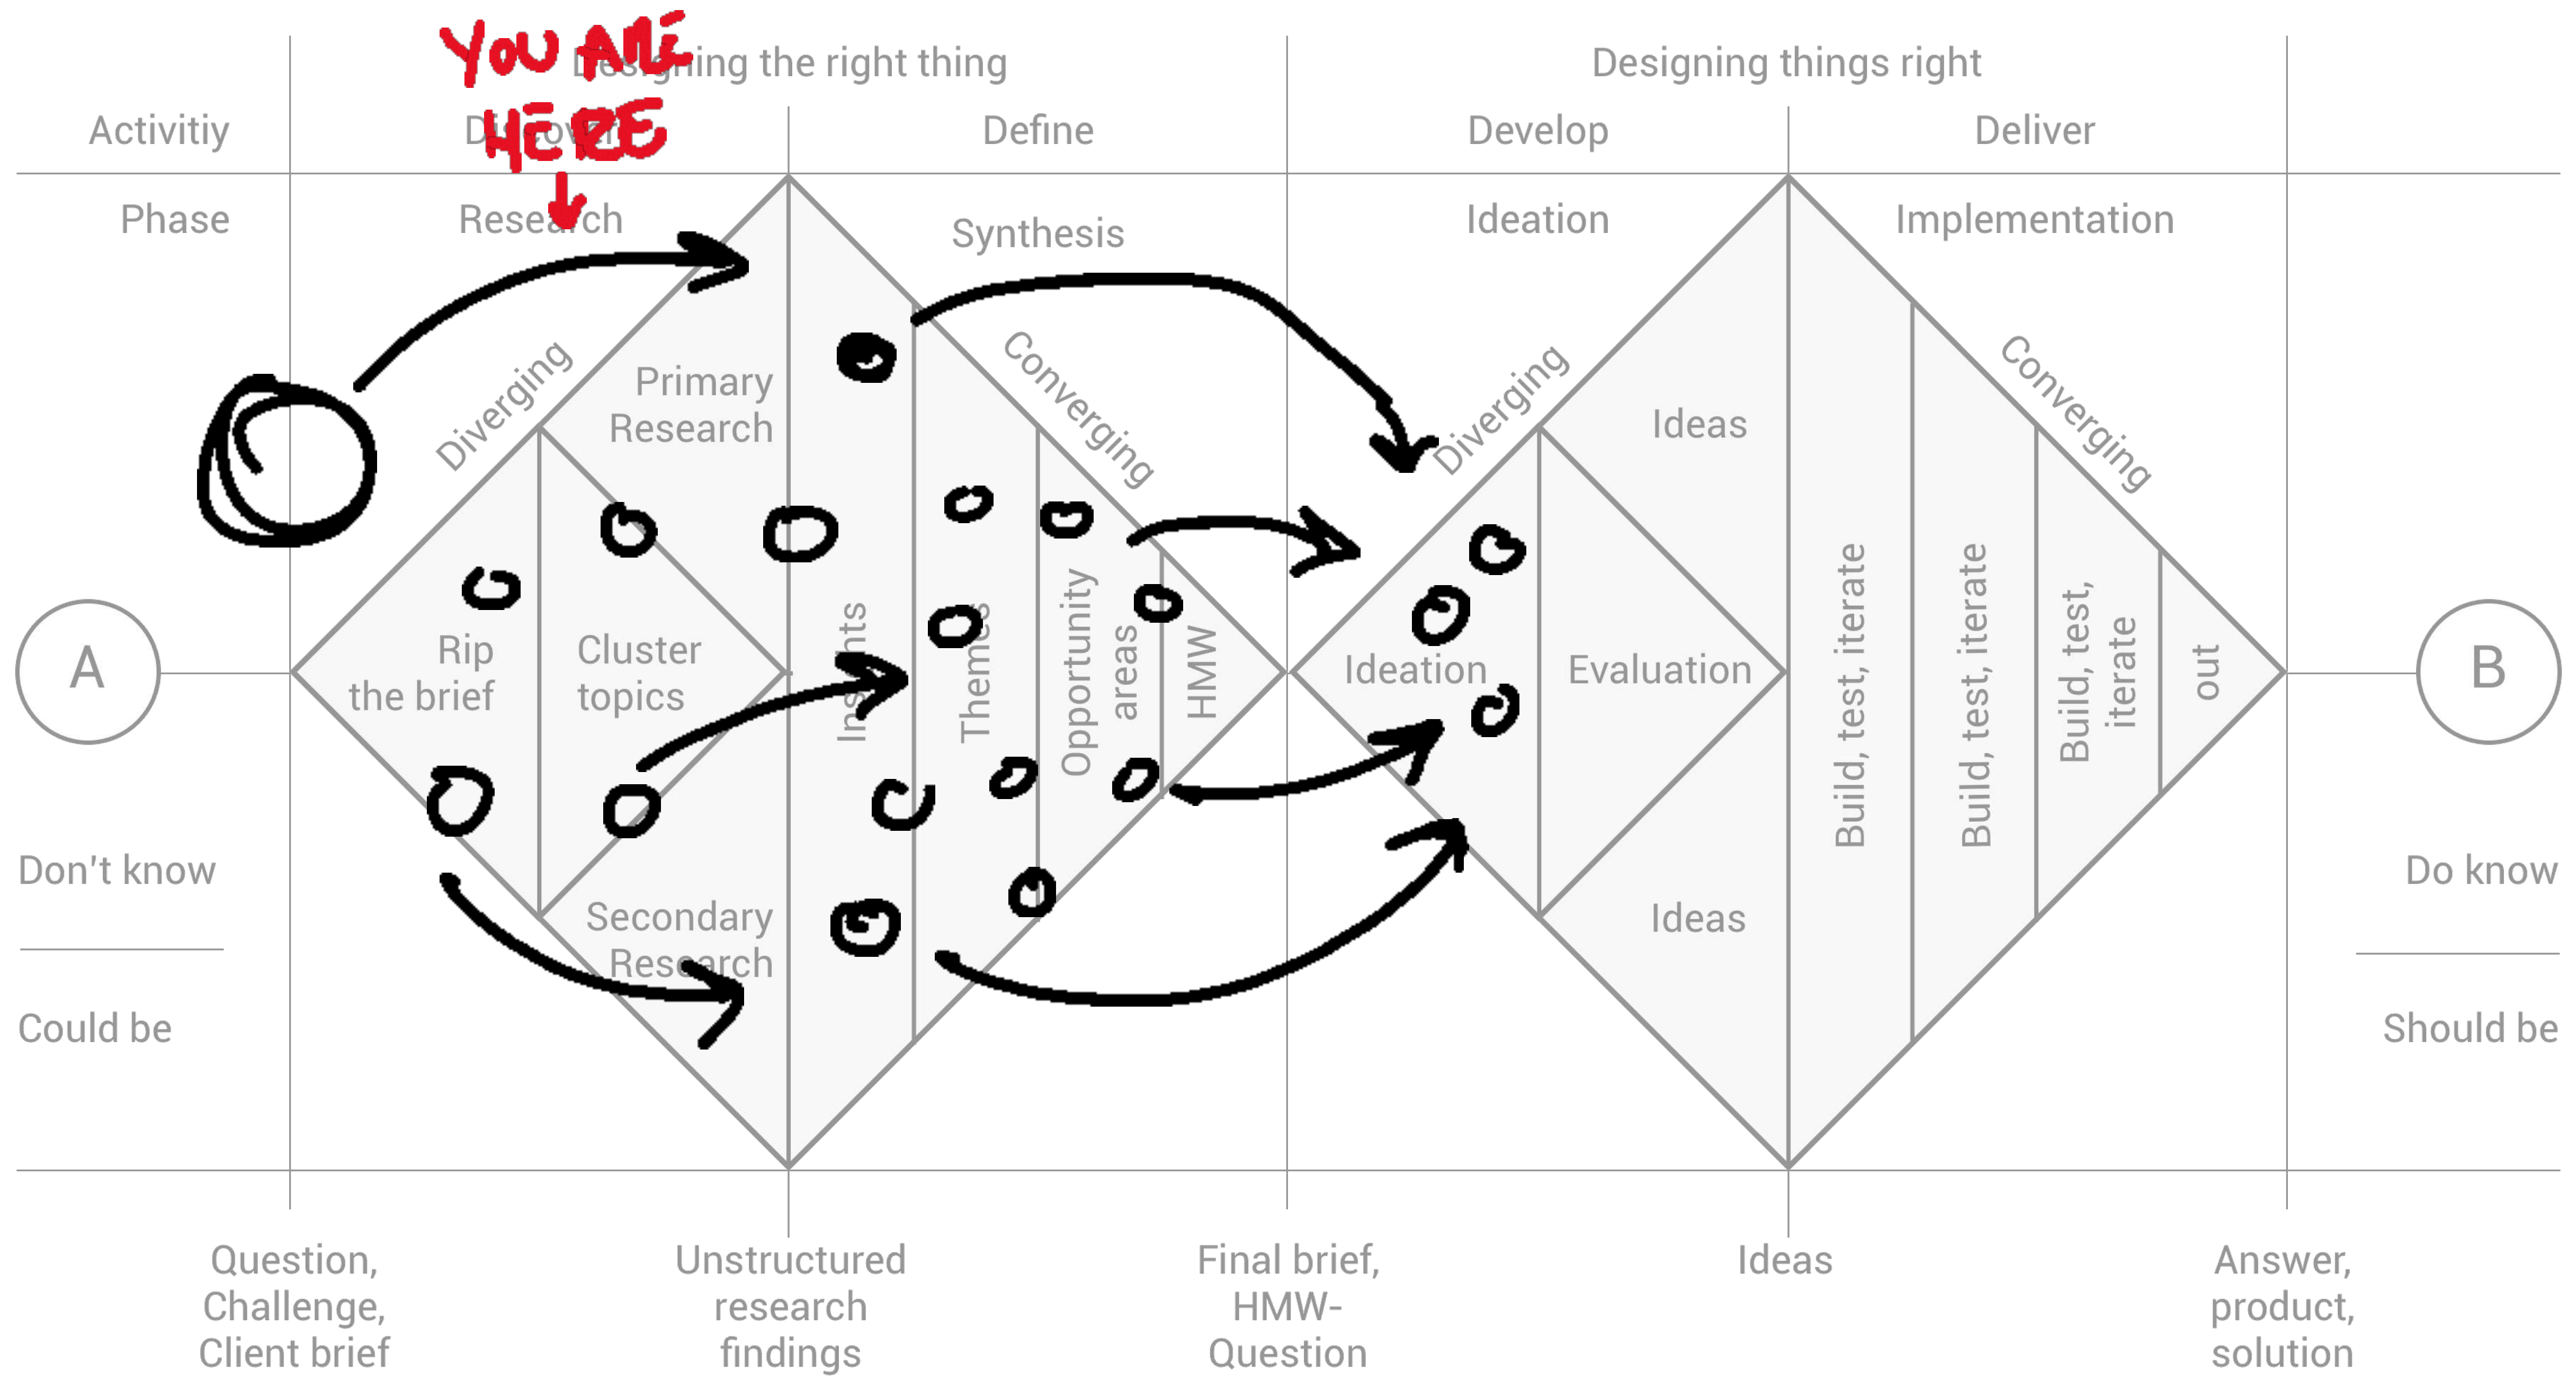 YOU ARE
HERE
Designing the right thing
Designing things right
Activitiy
Discover
Define
Develop
Deliver
Phase
Research
Synthesis
Ideation
Implementation
Diverging
Converging
Diverging
Converging
Primary
Research
Ideas
A
Rip
the brief
Cluster
topics
Insights
Themes
Opportunity
areas
HMW
Ideation
Evaluation
Build, test, iterate
Build, test, iterate
Build, test,
iterate
out
B
Don't know
Could be
Secondary
Research
Ideas
Do know
Should be
Question,
Challenge,
Client brief
Unstructured
research
findings
Final brief,
HMW-
Question
Ideas
Answer,
product,
solution